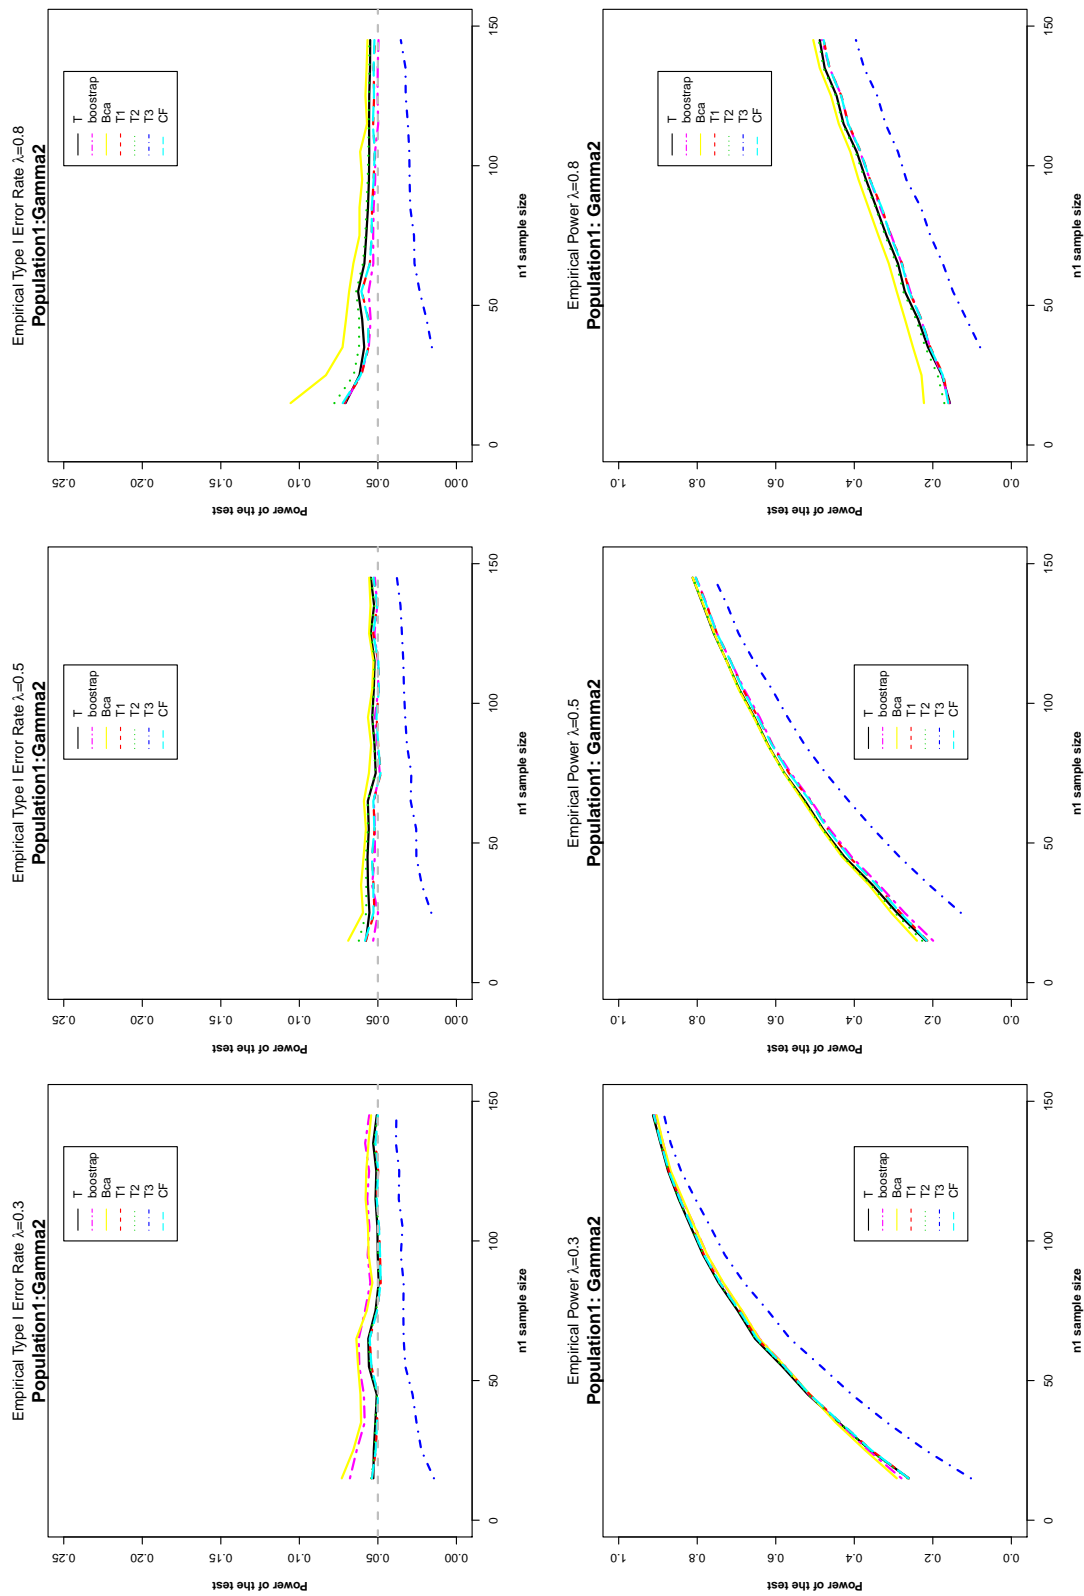 Empirical Type I Error Rate λ=0.3
Population1:Gamma2
Power of the test
0.00 0.05 0.10 0.15 0.20 0.25
T
boostrap
Bca
T1
T2
T3
CF
0 50 100 150
n1 sample size
Empirical Type I Error Rate λ=0.5
Population1:Gamma2
Power of the test
0.00 0.05 0.10 0.15 0.20 0.25
T
boostrap
Bca
T1
T2
T3
CF
0 50 100 150
n1 sample size
Empirical Type I Error Rate λ=0.8
Population1:Gamma2
Power of the test
0.00 0.05 0.10 0.15 0.20 0.25
T
boostrap
Bca
T1
T2
T3
CF
0 50 100 150
n1 sample size
Empirical Power λ=0.3
Population1: Gamma2
Power of the test
0.0 0.2 0.4 0.6 0.8 1.0
T
boostrap
Bca
T1
T2
T3
CF
0 50 100 150
n1 sample size
Empirical Power λ=0.5
Population1: Gamma2
Power of the test
0.0 0.2 0.4 0.6 0.8 1.0
T
boostrap
Bca
T1
T2
T3
CF
0 50 100 150
n1 sample size
Empirical Power λ=0.8
Population1: Gamma2
Power of the test
0.0 0.2 0.4 0.6 0.8 1.0
T
boostrap
Bca
T1
T2
T3
CF
0 50 100 150
n1 sample size